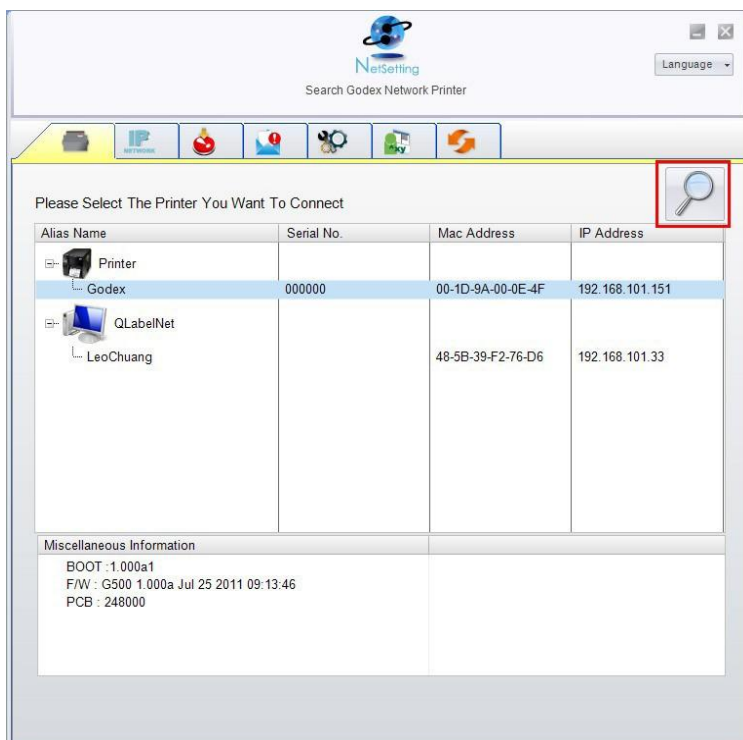 NetSetting
Language
Search Godex Network Printer
IP
NETWORK
Please Select The Printer You Want To Connect
Alias Name Serial No. Mac Address IP Address
Printer
Godex 000000 00-1D-9A-00-0E-4F 192.168.101.151
QLabelNet
LeoChuang 48-5B-39-F2-76-D6 192.168.101.33
Miscellaneous Information
BOOT :1.000a1
F/W : G500 1.000a Jul 25 2011 09:13:46
PCB : 248000